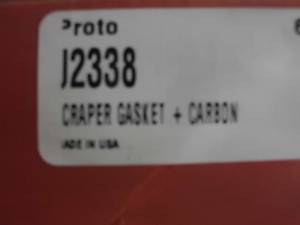 Proto
J2338
CRAPER GASKET + CARBON
ADE IN USA